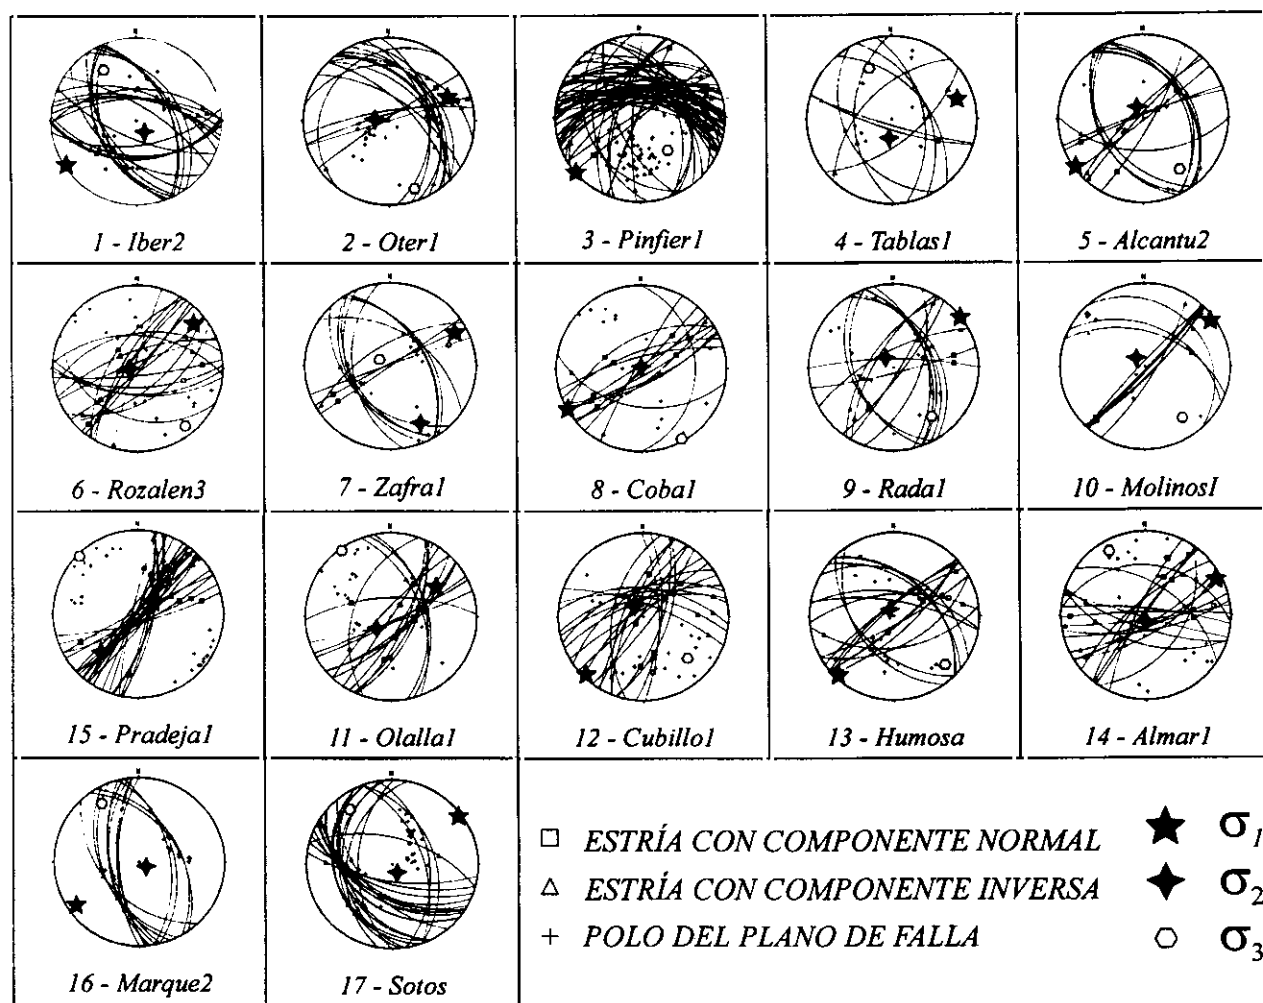 N N N N N
1 - Iber2 2 - Oter1 3 - Pinfier1 4 - Tablas1 5 - Alcantu2
N N N N N
6 - Rozalen3 7 - Zafra1 8 - Coba1 9 - Rada1 10 - Molinos1
N N N N N
15 - Pradeja1 11 - Olalla1 12 - Cubillo1 13 - Humosa 14 - Almar1
N N
16 - Marque2 17 - Sotos
ESTRÍA CON COMPONENTE NORMAL σ1
ESTRÍA CON COMPONENTE INVERSA σ2
POLO DEL PLANO DE FALLA σ3